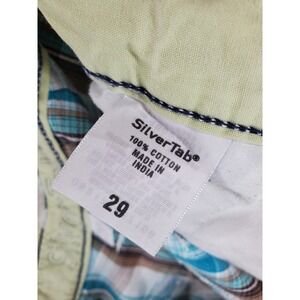 SilverTab®
100% COTTON
MADE IN
INDIA
29